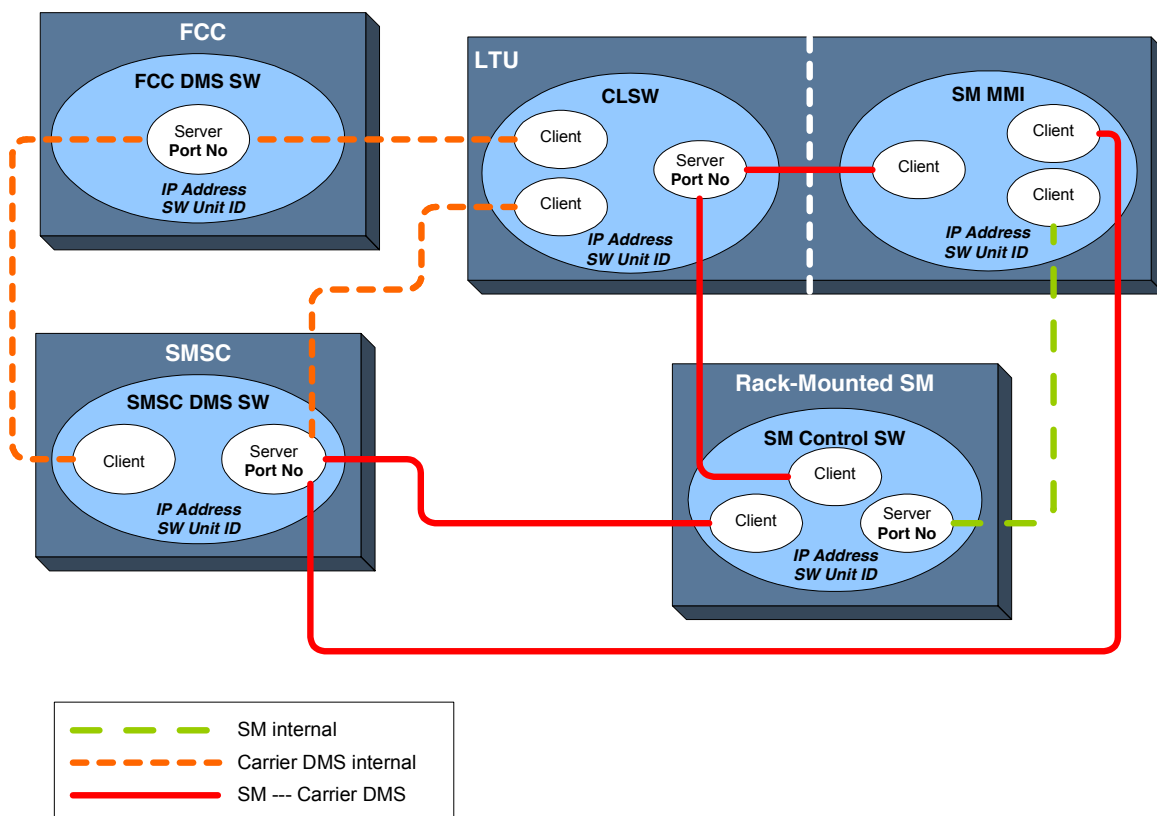 FCC
FCC DMS SW
Server
Port No
IP Address
SW Unit ID
LTU
CLSW
Client
Client
Server
Port No
IP Address
SW Unit ID
SM MMI
Client
Client
Client
IP Address
SW Unit ID
SMSC
SMSC DMS SW
Client
Server
Port No
IP Address
SW Unit ID
Rack-Mounted SM
SM Control SW
Client
Client
Server
Port No
IP Address
SW Unit ID
SM internal
Carrier DMS internal
SM --- Carrier DMS